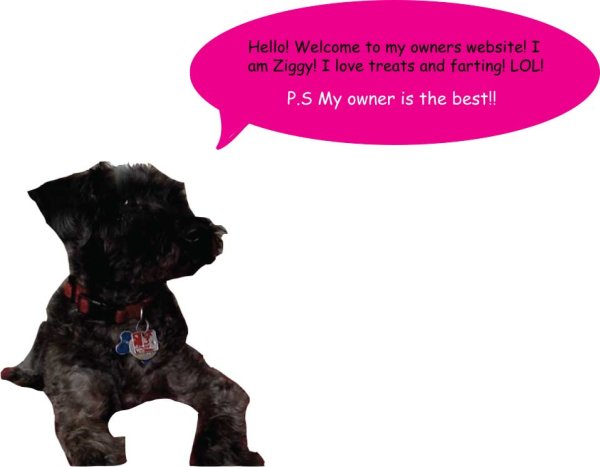 Hello! Welcome to my owners website! I
am Ziggy! I love treats and farting! LOL!
P.S My owner is the best!!